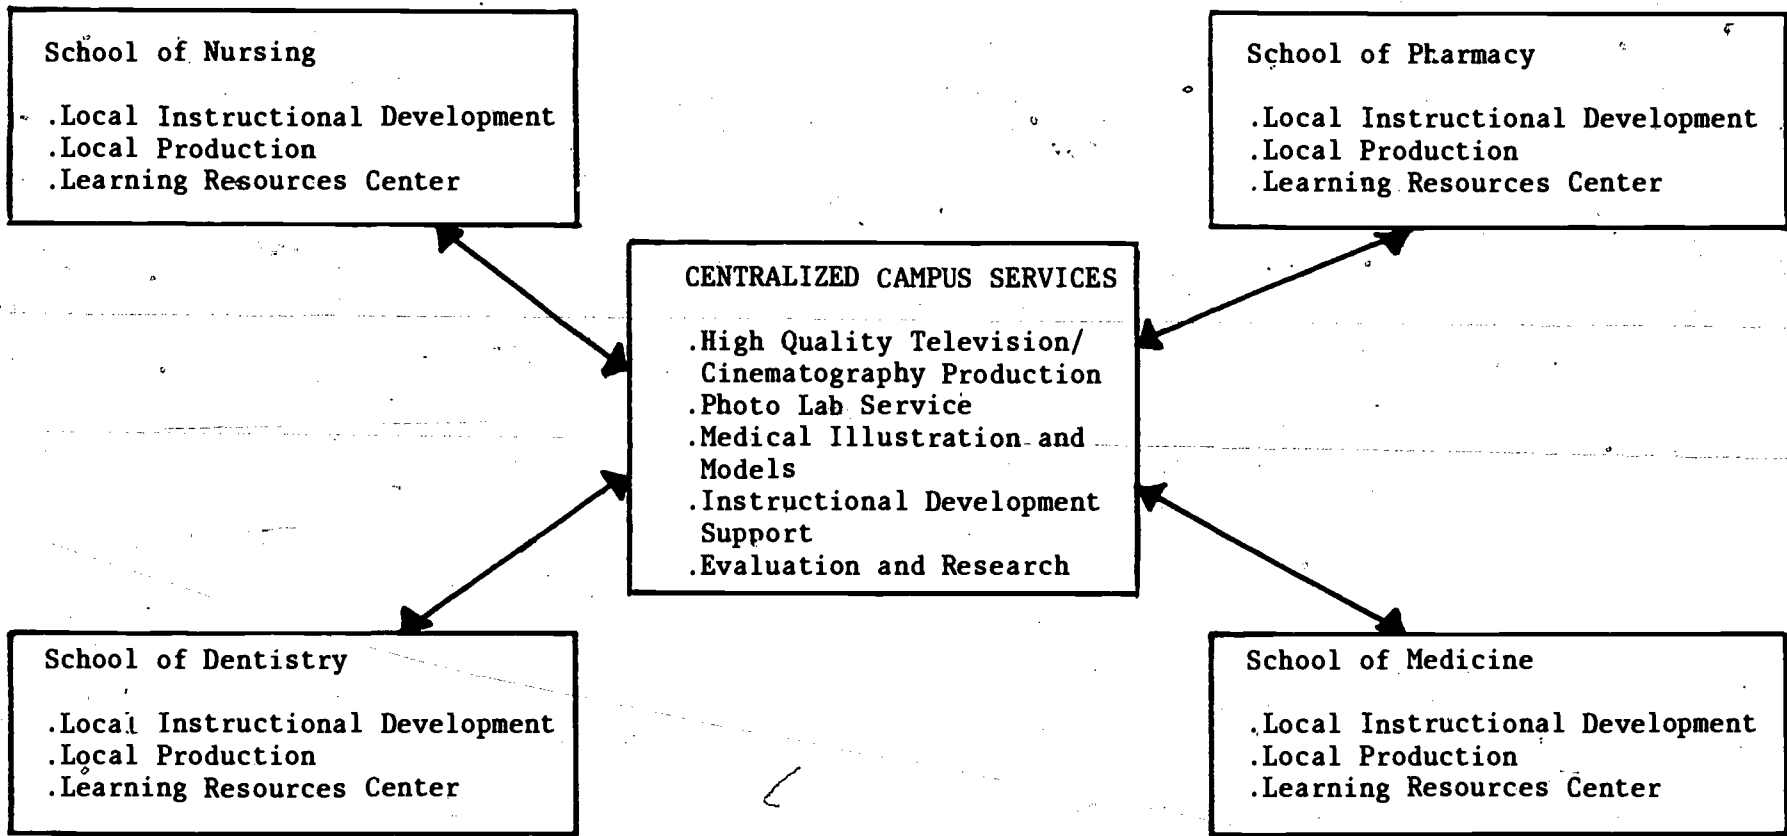 School of Nursing
.Local Instructional Development
.Local Production
.Learning Resources Center
School of Pharmacy
.Local Instructional Development
.Local Production
.Learning Resources Center
CENTRALIZED CAMPUS SERVICES
.High Quality Television/
Cinematography Production
.Photo Lab Service
.Medical Illustration and
Models
.Instructional Development
Support
.Evaluation and Research
School of Dentistry
.Local Instructional Development
.Local Production
.Learning Resources Center
School of Medicine
.Local Instructional Development
.Local Production
.Learning Resources Center